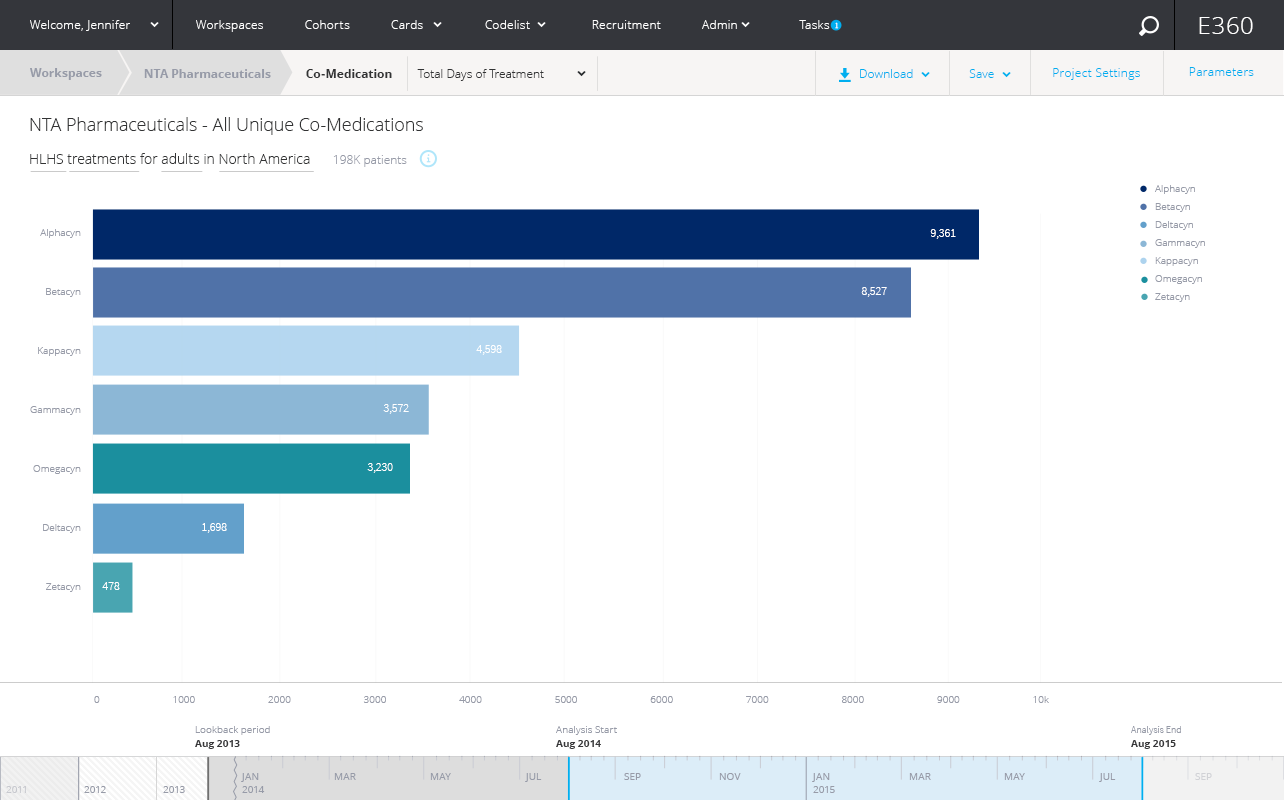 Welcome, Jennifer Workspaces Cohorts Cards Codelist Recruitment Admin Tasks i E360
Workspaces NTA Pharmaceuticals Co-Medication Total Days of Treatment Download Save Project Settings Parameters
NTA Pharmaceuticals - All Unique Co-Medications
HLHS treatments for adults in North America 198K patients i
Alphacyn
Betacyn
Deltacyn
Gammacyn
Kappacyn
Omegacyn
Zetacyn
Alphacyn 9,361
Betacyn 8,527
Kappacyn 4,598
Gammacyn 3,572
Omegacyn 3,230
Deltacyn 1,698
Zetacyn 478
0 1000 2000 3000 4000 5000 6000 7000 8000 9000 10k
Lookback period Analysis Start Analysis End
Aug 2013 Aug 2014 Aug 2015
JAN MAR MAY JUL SEP NOV JAN MAR MAY JUL SEP
2011 2012 2013 2014 2015